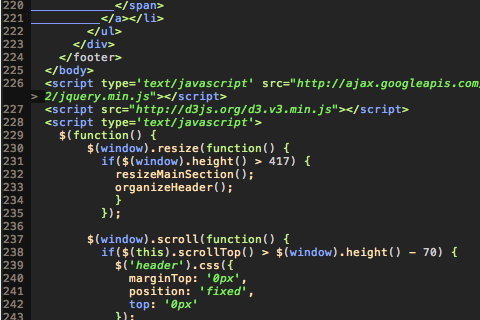 220 ____________</span>
221 __________</a></li>
222 </ul>
223 </div>
224 </footer>
225 </body>
226 <script type='text/javascript' src="http://ajax.googleapis.com/
> 2/jquery.min.js"></script>
227 <script src="http://d3js.org/d3.v3.min.js"></script>
228 <script type='text/javascript'>
229 $(function() {
230 $(window).resize(function() {
231 if($(window).height() > 417) {
232 resizeMainSection();
233 organizeHeader();
234 }
235 });
236
237 $(window).scroll(function() {
238 if($(this).scrollTop() > $(window).height() - 70) {
239 $('header').css({
240 marginTop: '0px',
241 position: 'fixed',
242 top: '0px'
243 });